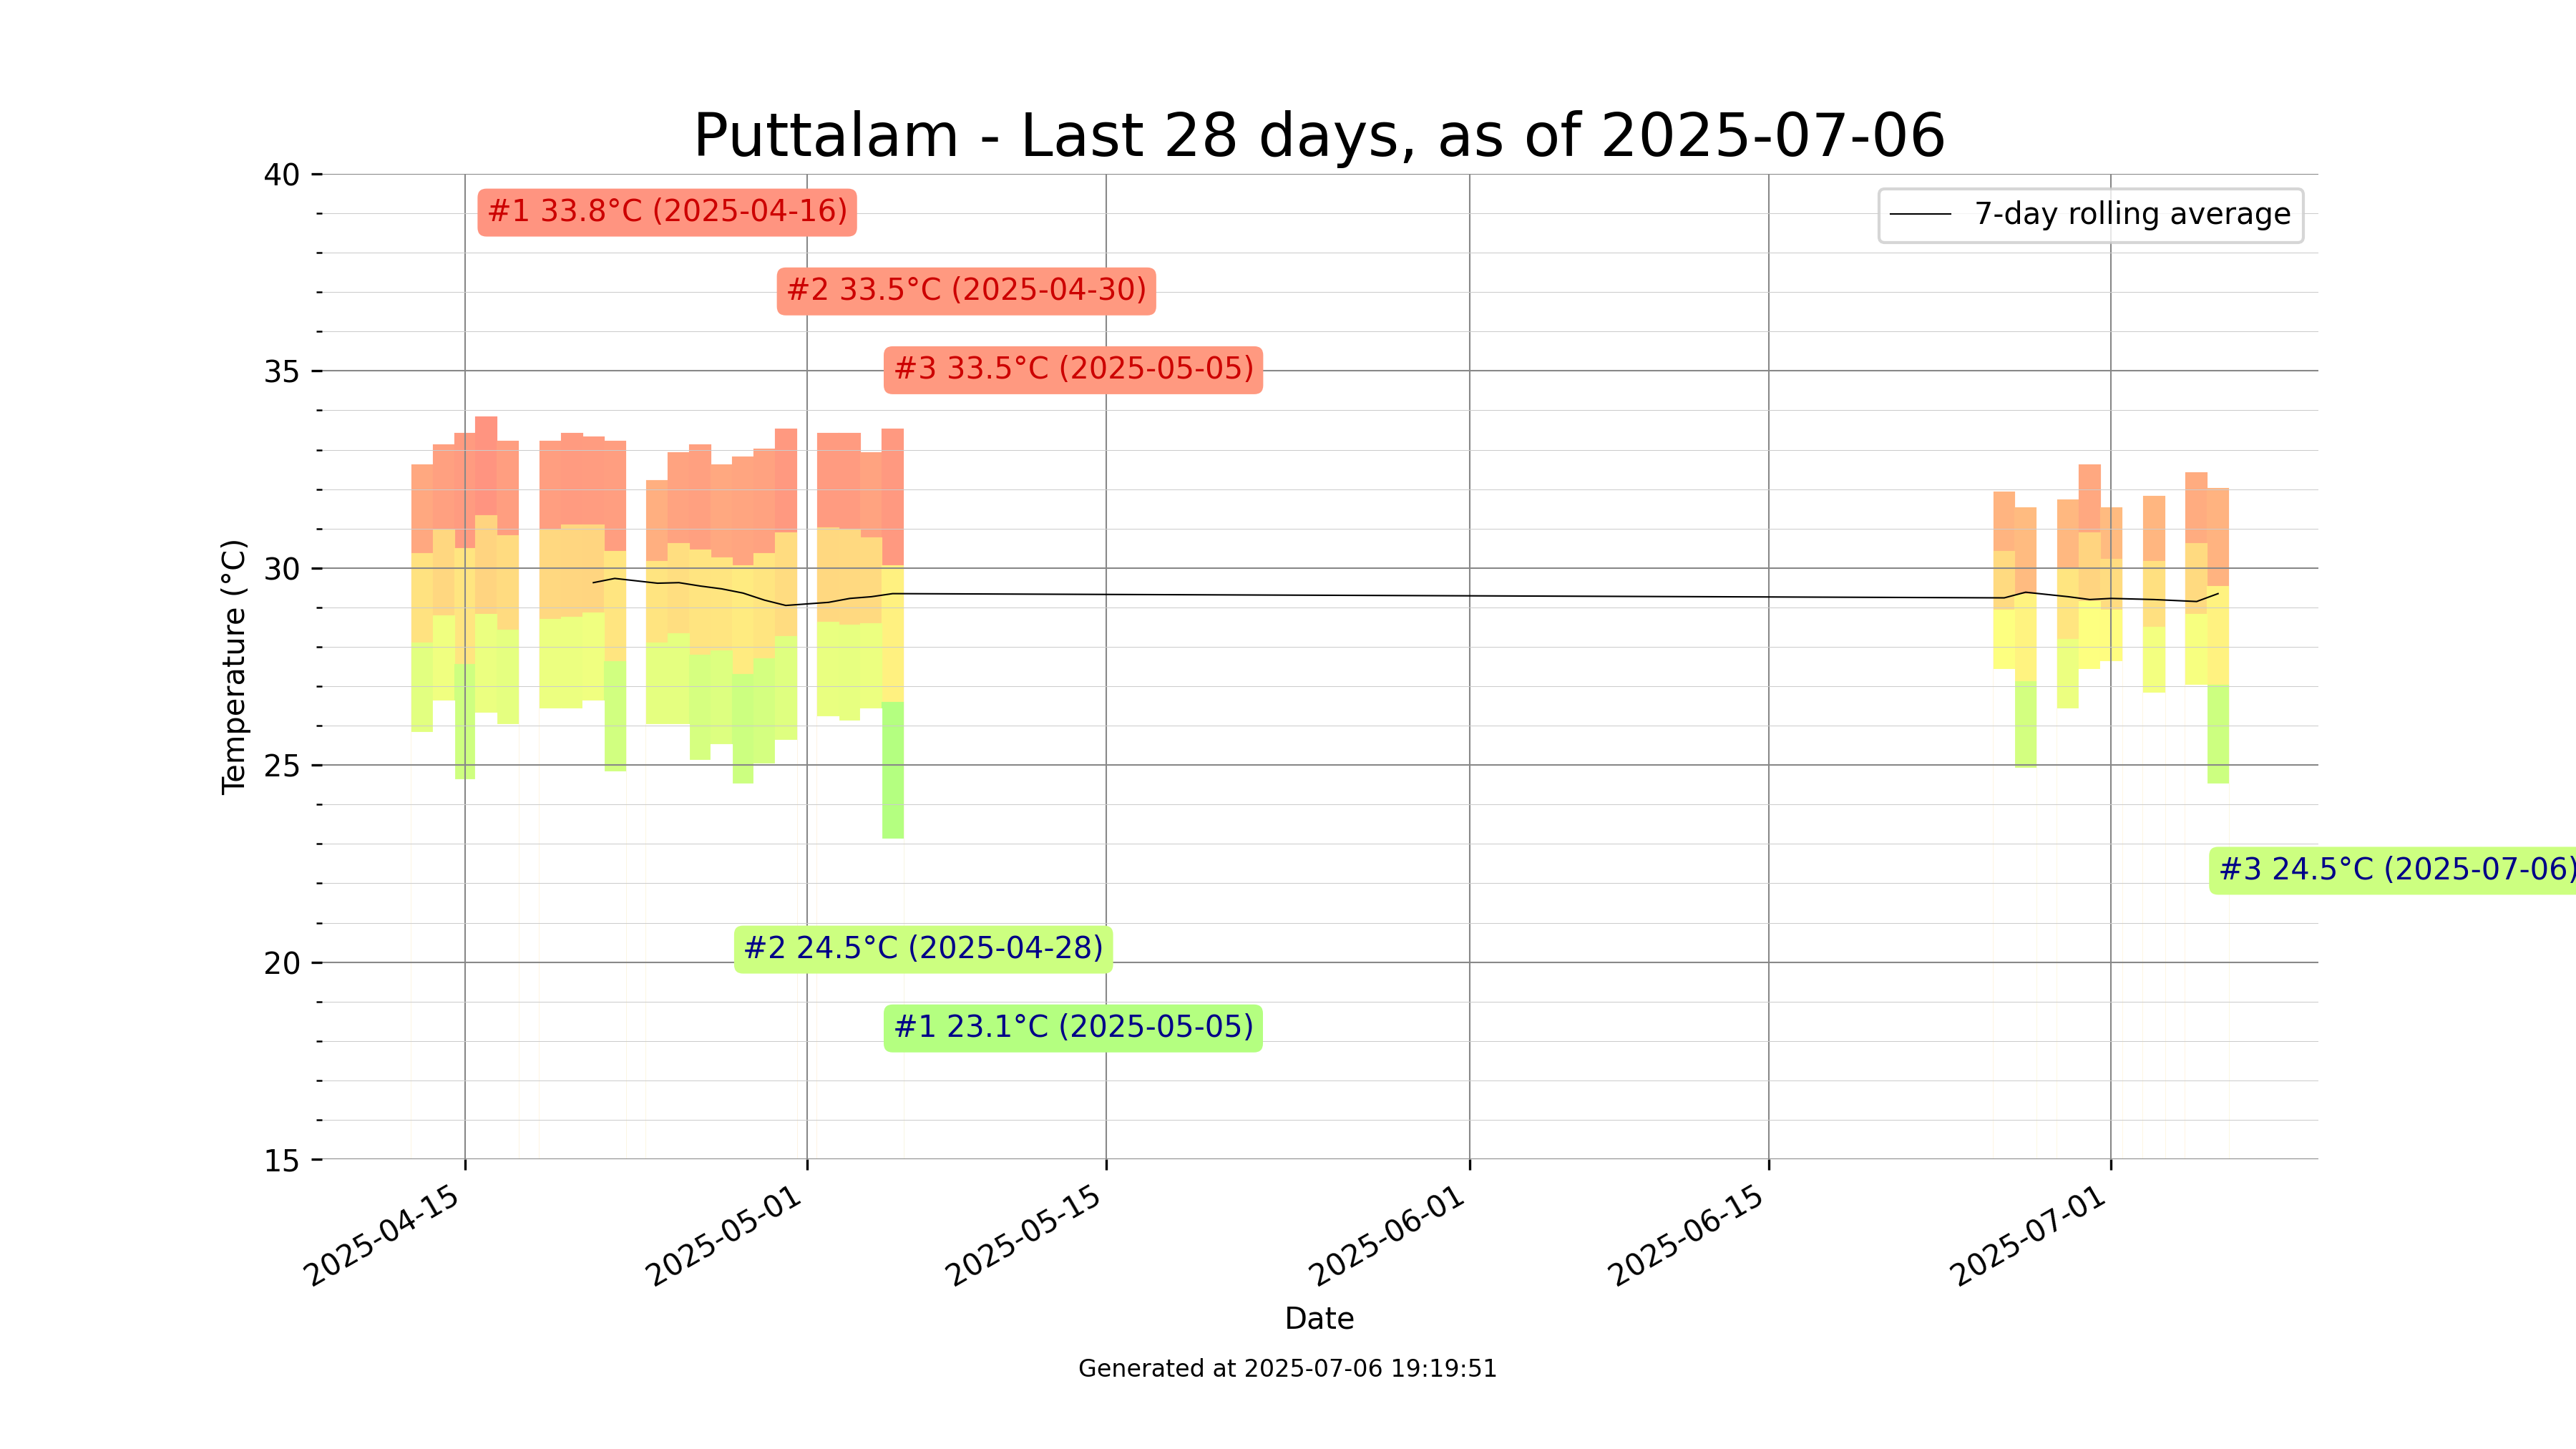 Puttalam - Last 28 days, as of 2025-07-06
40
#1 33.8°C (2025-04-16)
7-day rolling average
#2 33.5°C (2025-04-30)
35
#3 33.5°C (2025-05-05)
30
Temperature (°C)
25
#3 24.5°C (2025-07-06)
#2 24.5°C (2025-04-28)
20
#1 23.1°C (2025-05-05)
15
2025-04-15
2025-05-01
2025-05-15
2025-06-01
2025-06-15
2025-07-01
Date
Generated at 2025-07-06 19:19:51